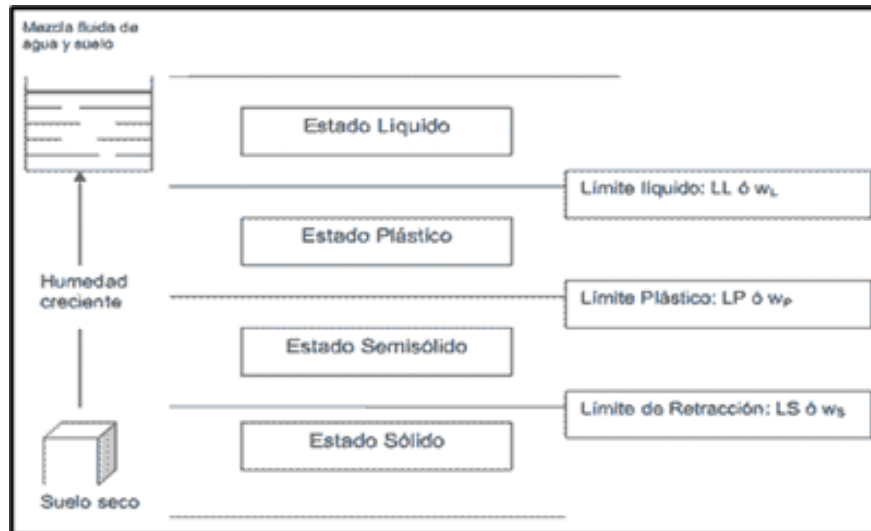 Mezcla fluida de
agua y suelo
Estado Liquido
Límite líquido: LL ó wL
Estado Plástico
Humedad
creciente
Límite Plástico: LP ó wP
Estado Semisólido
Límite de Retracción: LS ó wS
Estado Sólido
Suelo seco